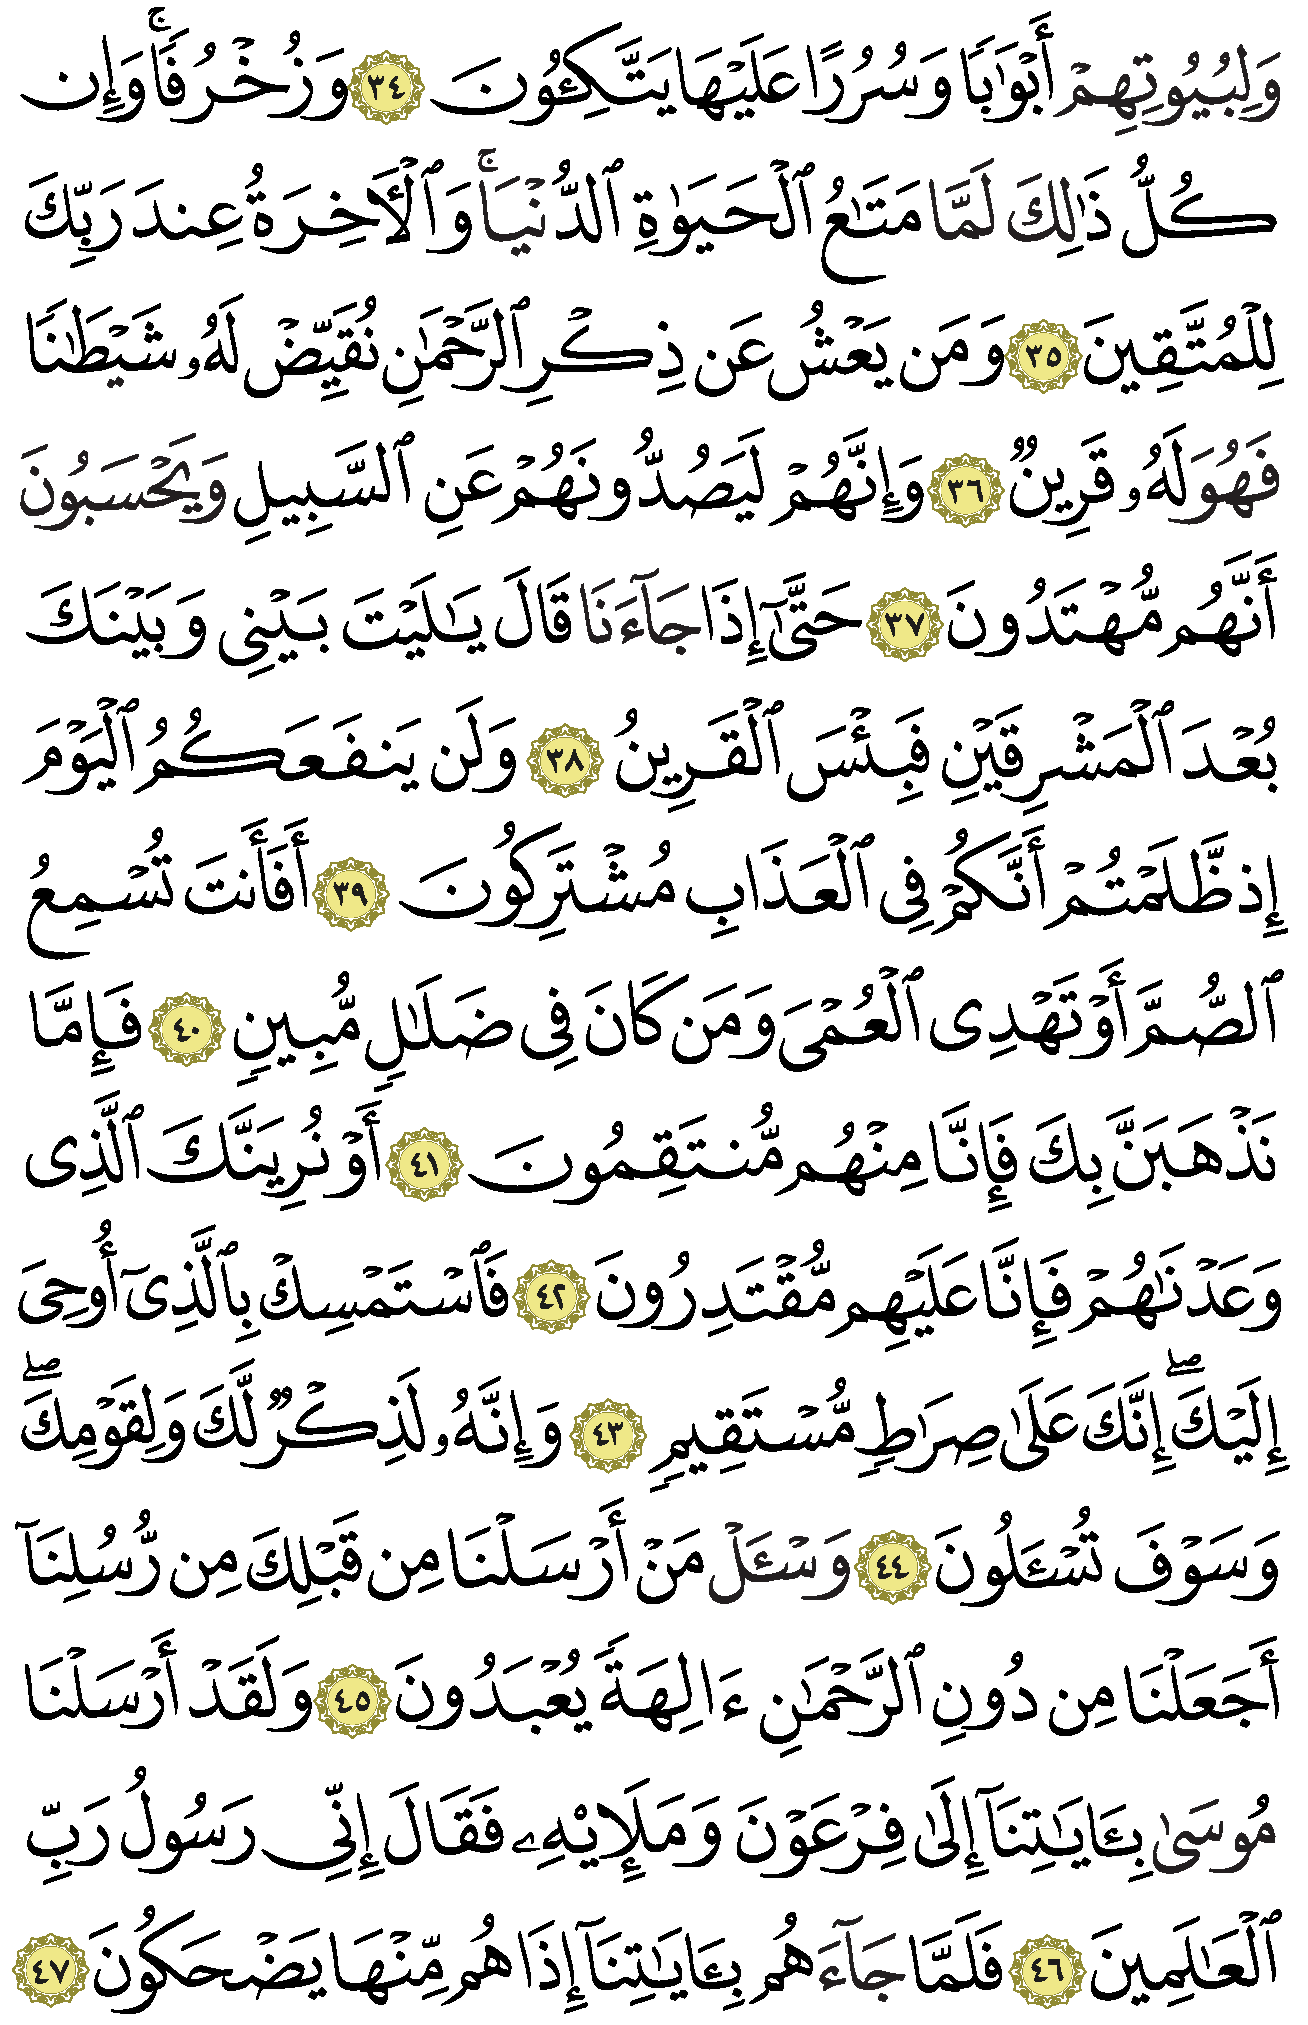 وَلِبُيُوتِهِمْ أَبْوَٰبًا وَسُرُرًا عَلَيْهَا يَتَّكِـُٔونَ ٣٤ وَزُخْرُفًا ۚ وَإِن
كُلُّ ذَٰلِكَ لَمَّا مَتَـٰعُ ٱلْحَيَوٰةِ ٱلدُّنْيَا ۚ وَٱلْـَٔاخِرَةُ عِندَ رَبِّكَ
لِلْمُتَّقِينَ ٣٥ وَمَن يَعْشُ عَن ذِكْرِ ٱلرَّحْمَـٰنِ نُقَيِّضْ لَهُۥ شَيْطَـٰنًا
فَهُوَ لَهُۥ قَرِينٌ ٣٦ وَإِنَّهُمْ لَيَصُدُّونَهُمْ عَنِ ٱلسَّبِيلِ وَيَحْسَبُونَ
أَنَّهُم مُّهْتَدُونَ ٣٧ حَتَّىٰٓ إِذَا جَآءَنَا قَالَ يَـٰلَيْتَ بَيْنِى وَبَيْنَكَ
بُعْدَ ٱلْمَشْرِقَيْنِ فَبِئْسَ ٱلْقَرِينُ ٣٨ وَلَن يَنفَعَكُمُ ٱلْيَوْمَ
إِذ ظَّلَمْتُمْ أَنَّكُمْ فِى ٱلْعَذَابِ مُشْتَرِكُونَ ٣٩ أَفَأَنتَ تُسْمِعُ
ٱلصُّمَّ أَوْ تَهْدِى ٱلْعُمْىَ وَمَن كَانَ فِى ضَلَـٰلٍ مُّبِينٍ ٤٠ فَإِمَّا
نَذْهَبَنَّ بِكَ فَإِنَّا مِنْهُم مُّنتَقِمُونَ ٤١ أَوْ نُرِيَنَّكَ ٱلَّذِى
وَعَدْنَـٰهُمْ فَإِنَّا عَلَيْهِم مُّقْتَدِرُونَ ٤٢ فَٱسْتَمْسِكْ بِٱلَّذِىٓ أُوحِىَ
إِلَيْكَ ۖ إِنَّكَ عَلَىٰ صِرَٰطٍ مُّسْتَقِيمٍ ٤٣ وَإِنَّهُۥ لَذِكْرٌ لَّكَ وَلِقَوْمِكَ ۖ
وَسَوْفَ تُسْـَٔلُونَ ٤٤ وَسْـَٔلْ مَنْ أَرْسَلْنَا مِن قَبْلِكَ مِن رُّسُلِنَآ
أَجَعَلْنَا مِن دُونِ ٱلرَّحْمَـٰنِ ءَالِهَةً يُعْبَدُونَ ٤٥ وَلَقَدْ أَرْسَلْنَا
مُوسَىٰ بِـَٔايَـٰتِنَآ إِلَىٰ فِرْعَوْنَ وَمَلَإِي۟هِۦ فَقَالَ إِنِّى رَسُولُ رَبِّ
ٱلْعَـٰلَمِينَ ٤٦ فَلَمَّا جَآءَهُم بِـَٔايَـٰتِنَآ إِذَا هُم مِّنْهَا يَضْحَكُونَ ٤٧